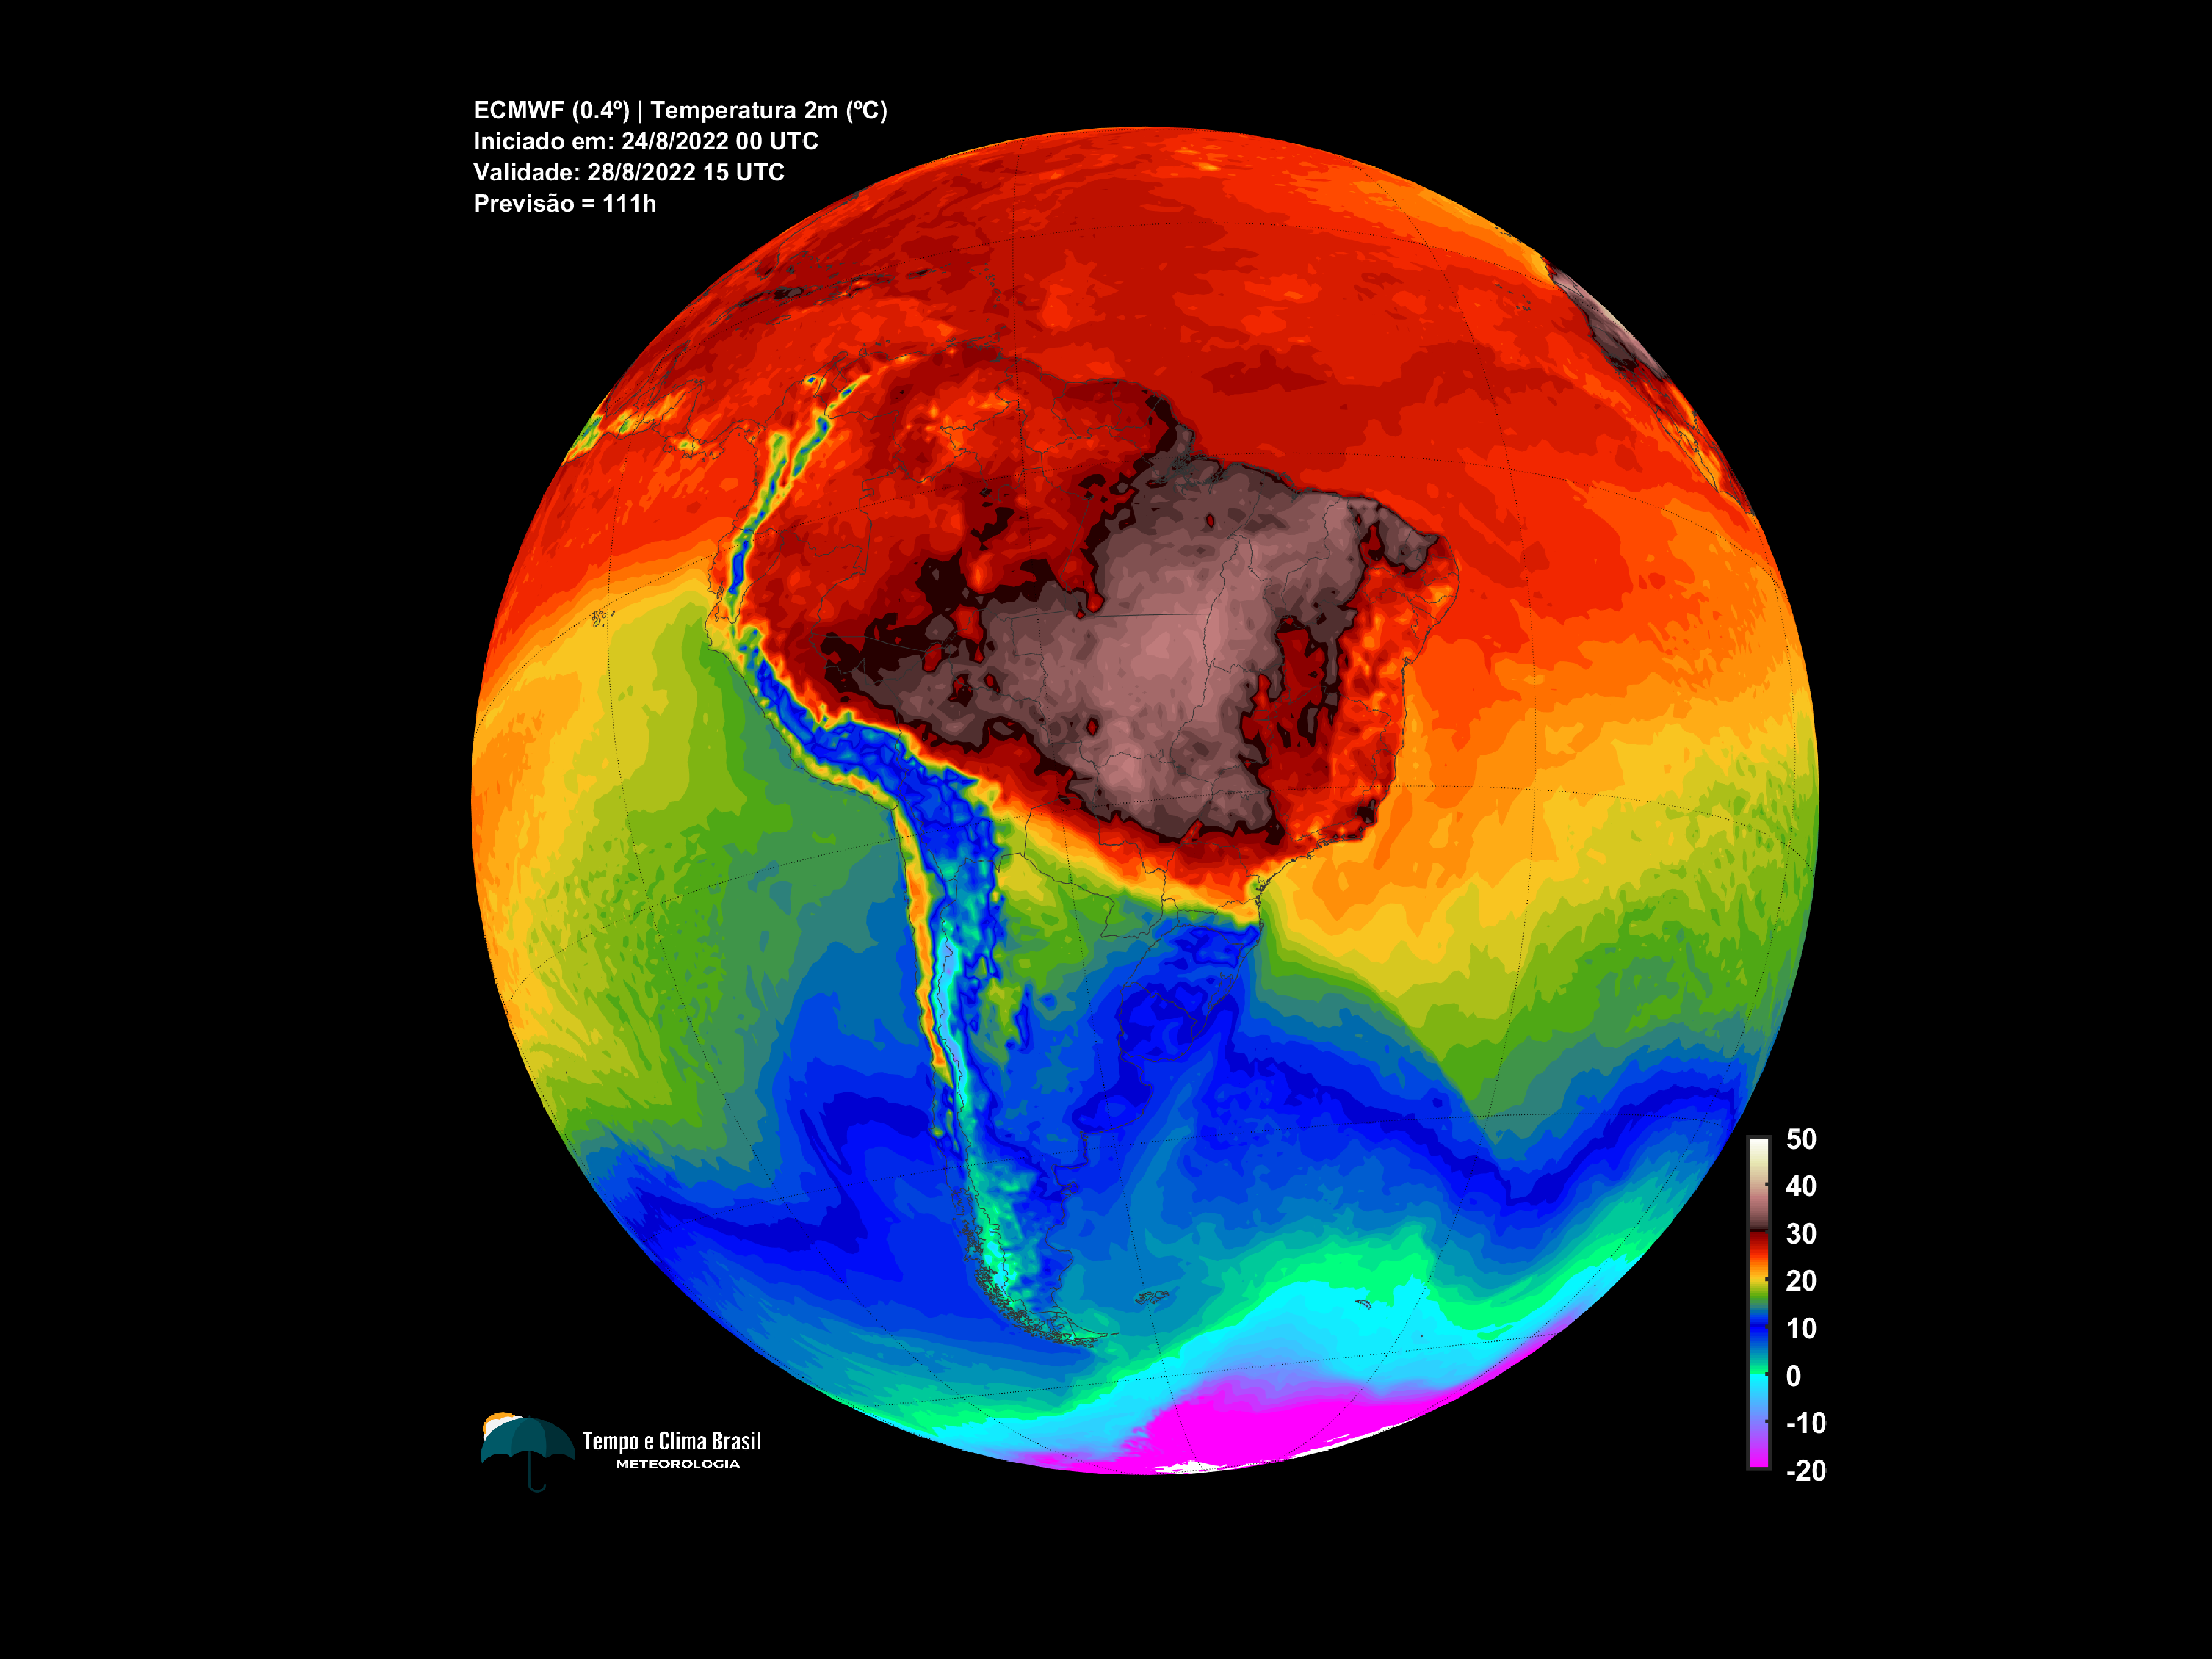 ECMWF (0.4º) | Temperatura 2m (ºC)
Iniciado em: 24/8/2022 00 UTC
Validade: 28/8/2022 15 UTC
Previsão = 111h
50
40
30
20
10
0
-10
-20
Tempo e Clima Brasil
METEOROLOGIA